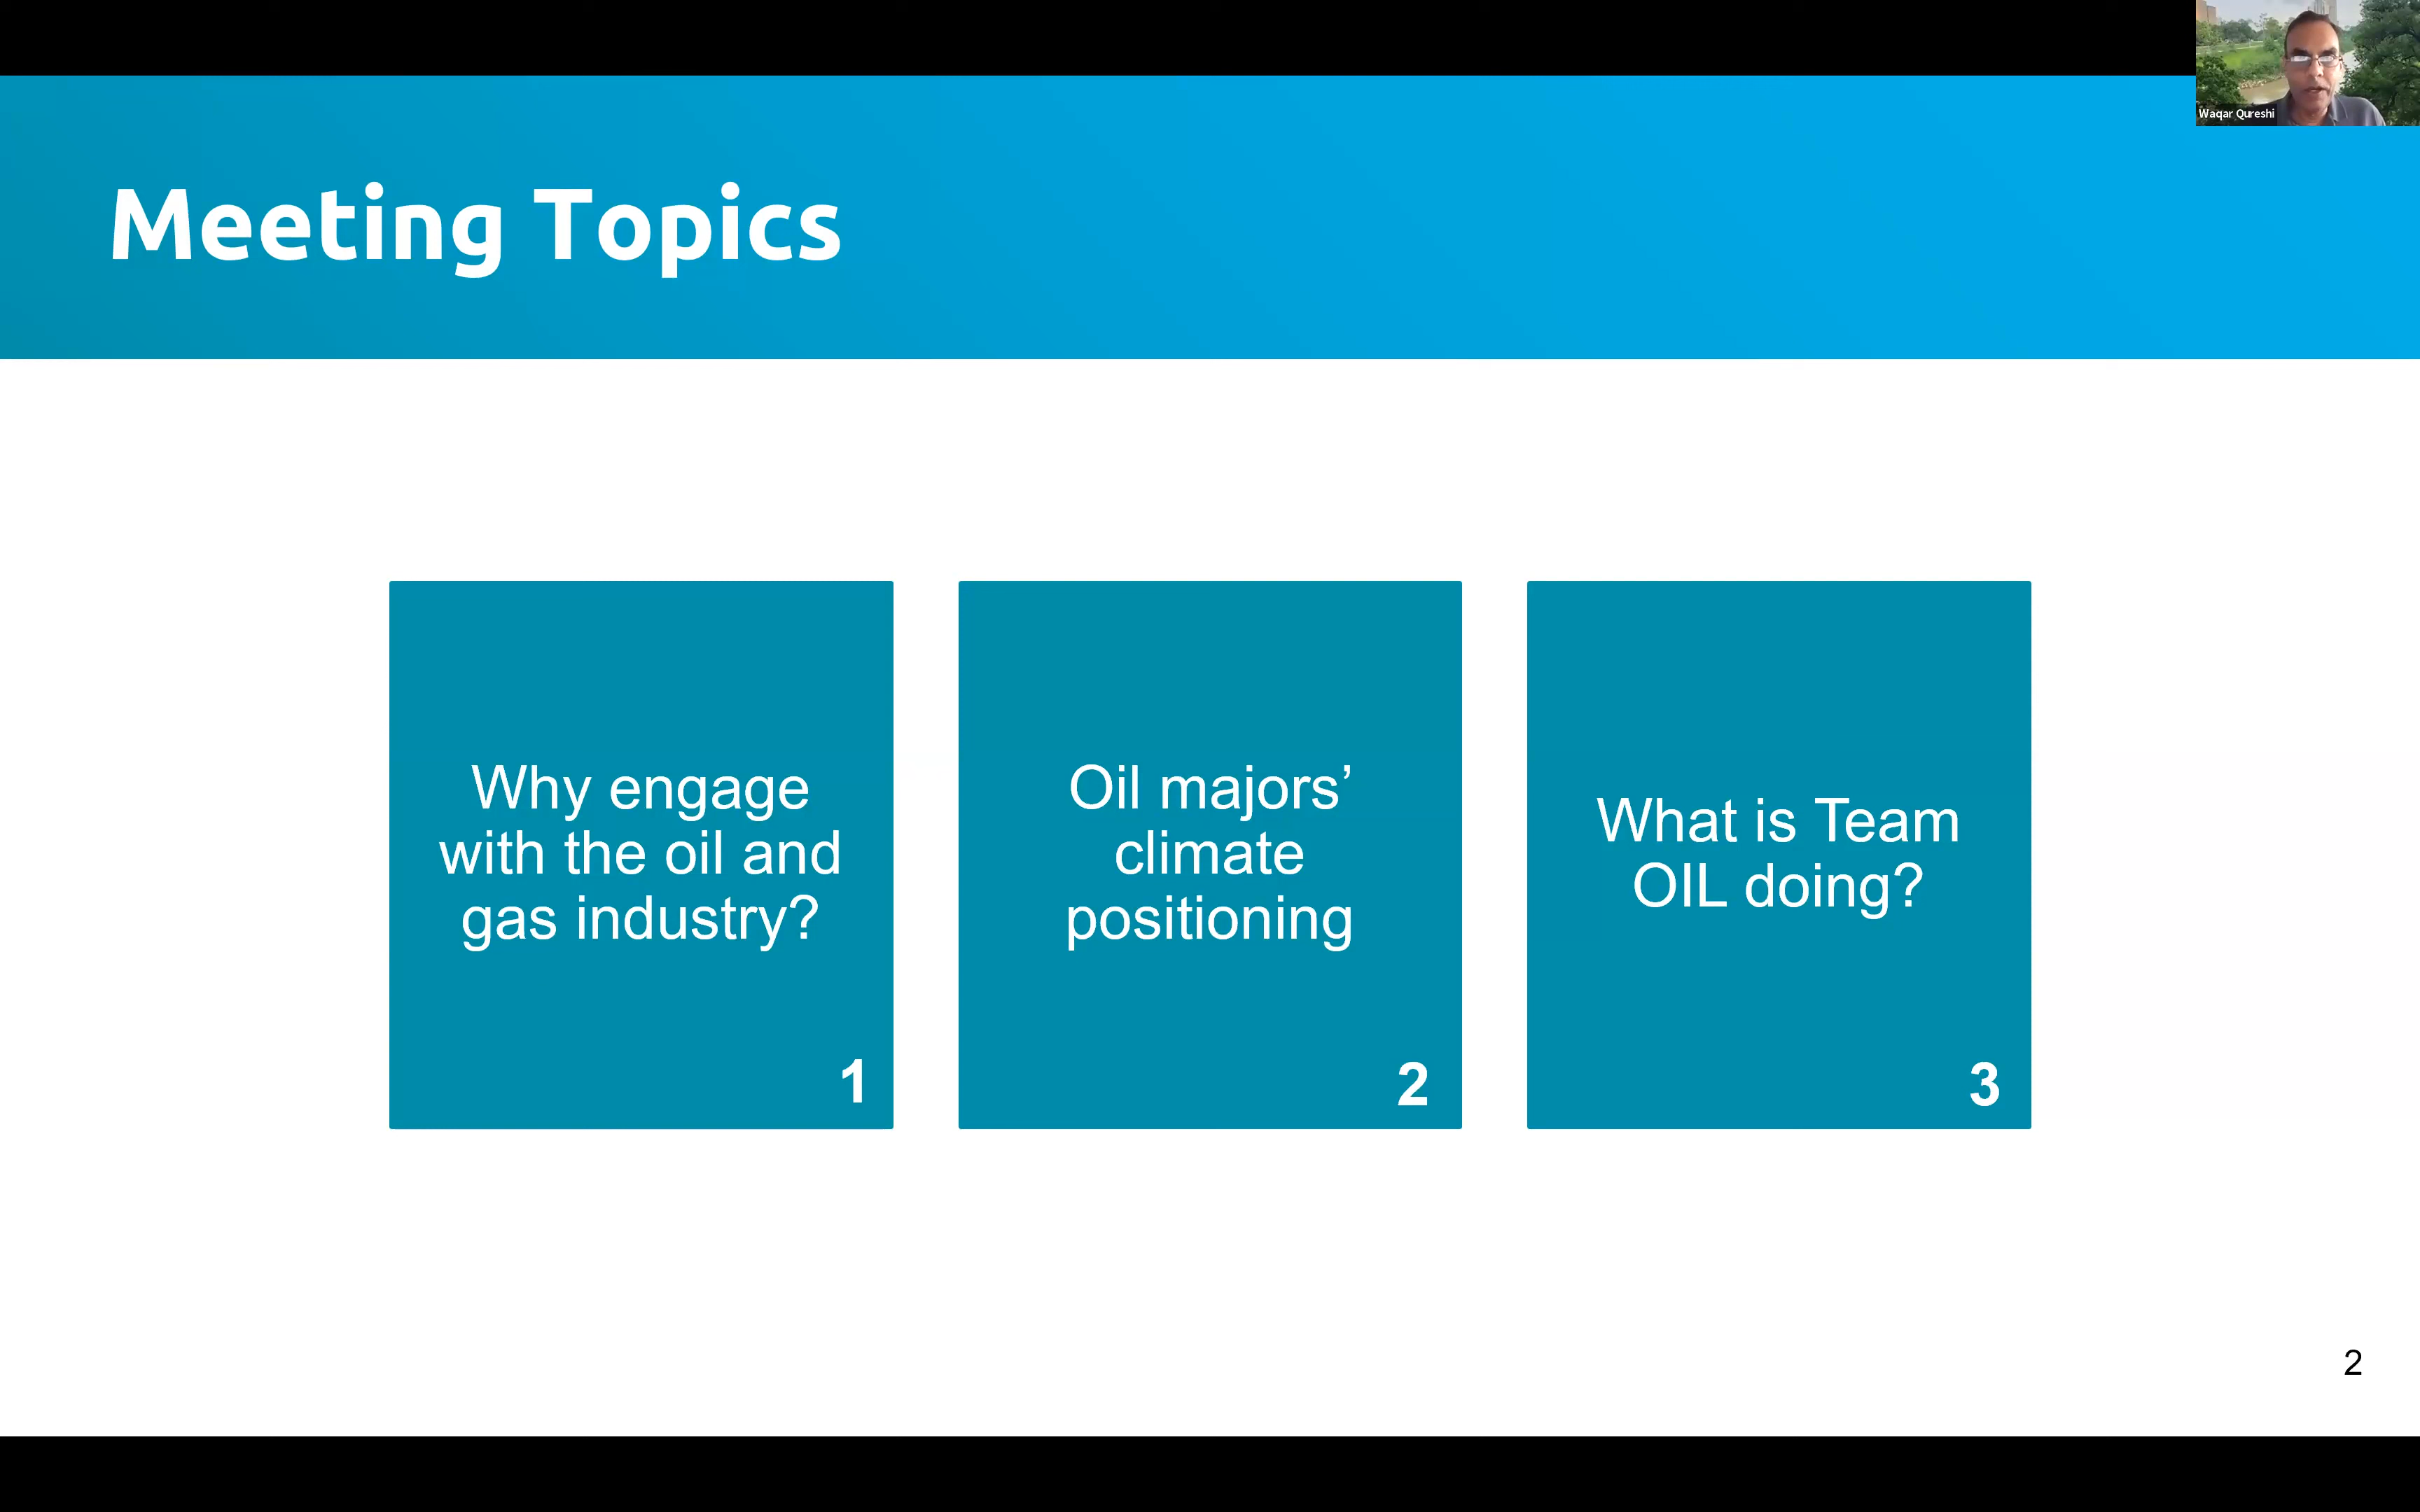 Waqar Qureshi
Meeting Topics
Why engage
with the oil and
gas industry?
1
Oil majors’
climate
positioning
2
What is Team
OIL doing?
3
2